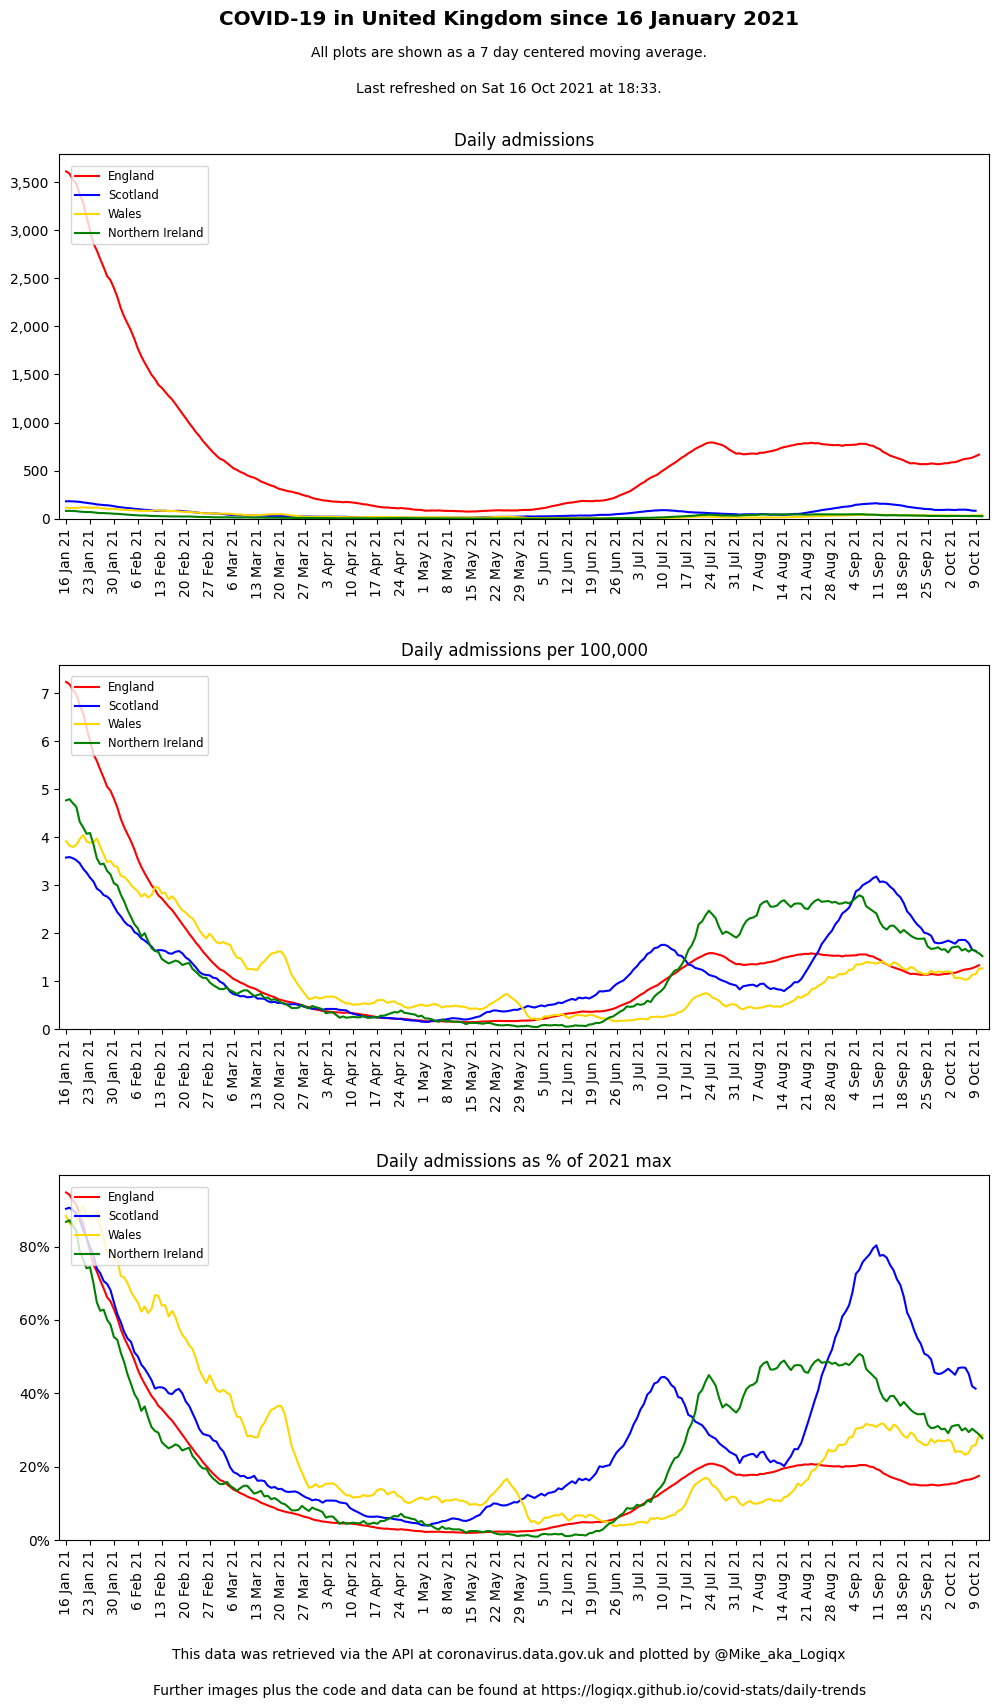 COVID-19 in United Kingdom since 16 January 2021
All plots are shown as a 7 day centered moving average.
Last refreshed on Sat 16 Oct 2021 at 18:33.
Daily admissions
England
Scotland
Wales
Northern Ireland
3,500
3,000
2,500
2,000
1,500
1,000
500
0
16 Jan 21
23 Jan 21
30 Jan 21
6 Feb 21
13 Feb 21
20 Feb 21
27 Feb 21
6 Mar 21
13 Mar 21
20 Mar 21
27 Mar 21
3 Apr 21
10 Apr 21
17 Apr 21
24 Apr 21
1 May 21
8 May 21
15 May 21
22 May 21
29 May 21
5 Jun 21
12 Jun 21
19 Jun 21
26 Jun 21
3 Jul 21
10 Jul 21
17 Jul 21
24 Jul 21
31 Jul 21
7 Aug 21
14 Aug 21
21 Aug 21
28 Aug 21
4 Sep 21
11 Sep 21
18 Sep 21
25 Sep 21
2 Oct 21
9 Oct 21
Daily admissions per 100,000
England
Scotland
Wales
Northern Ireland
7
6
5
4
3
2
1
0
16 Jan 21
23 Jan 21
30 Jan 21
6 Feb 21
13 Feb 21
20 Feb 21
27 Feb 21
6 Mar 21
13 Mar 21
20 Mar 21
27 Mar 21
3 Apr 21
10 Apr 21
17 Apr 21
24 Apr 21
1 May 21
8 May 21
15 May 21
22 May 21
29 May 21
5 Jun 21
12 Jun 21
19 Jun 21
26 Jun 21
3 Jul 21
10 Jul 21
17 Jul 21
24 Jul 21
31 Jul 21
7 Aug 21
14 Aug 21
21 Aug 21
28 Aug 21
4 Sep 21
11 Sep 21
18 Sep 21
25 Sep 21
2 Oct 21
9 Oct 21
Daily admissions as % of 2021 max
England
Scotland
Wales
Northern Ireland
80%
60%
40%
20%
0%
16 Jan 21
23 Jan 21
30 Jan 21
6 Feb 21
13 Feb 21
20 Feb 21
27 Feb 21
6 Mar 21
13 Mar 21
20 Mar 21
27 Mar 21
3 Apr 21
10 Apr 21
17 Apr 21
24 Apr 21
1 May 21
8 May 21
15 May 21
22 May 21
29 May 21
5 Jun 21
12 Jun 21
19 Jun 21
26 Jun 21
3 Jul 21
10 Jul 21
17 Jul 21
24 Jul 21
31 Jul 21
7 Aug 21
14 Aug 21
21 Aug 21
28 Aug 21
4 Sep 21
11 Sep 21
18 Sep 21
25 Sep 21
2 Oct 21
9 Oct 21
This data was retrieved via the API at coronavirus.data.gov.uk and plotted by @Mike_aka_Logiqx
Further images plus the code and data can be found at https://logiqx.github.io/covid-stats/daily-trends